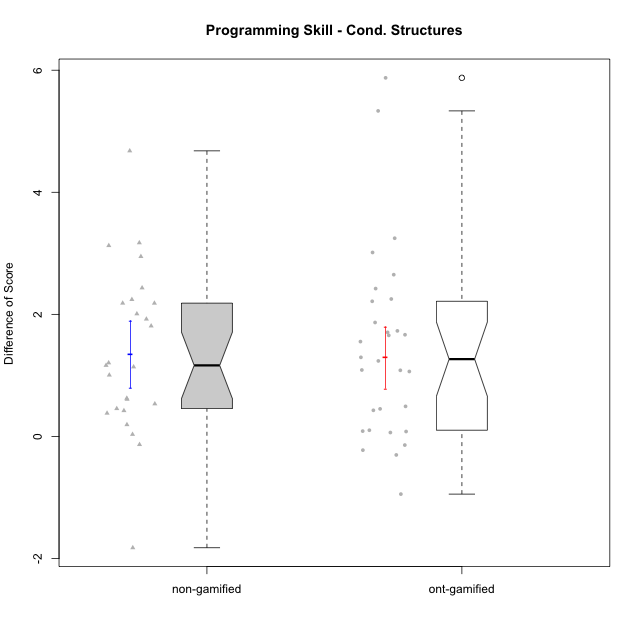 Programming Skill - Cond. Structures
Difference of Score
6
4
2
0
-2
non-gamified
ont-gamified